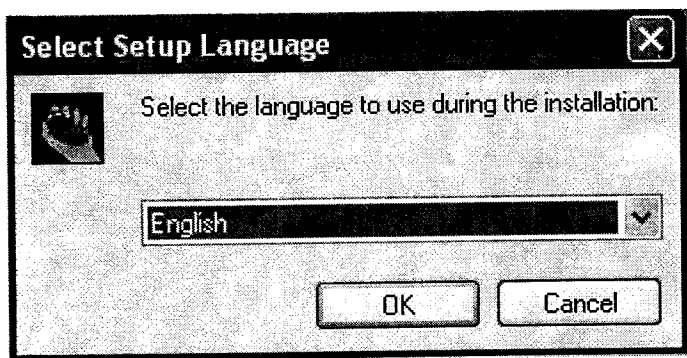 Select Setup Language
Select the language to use during the installation:
English
OK
Cancel